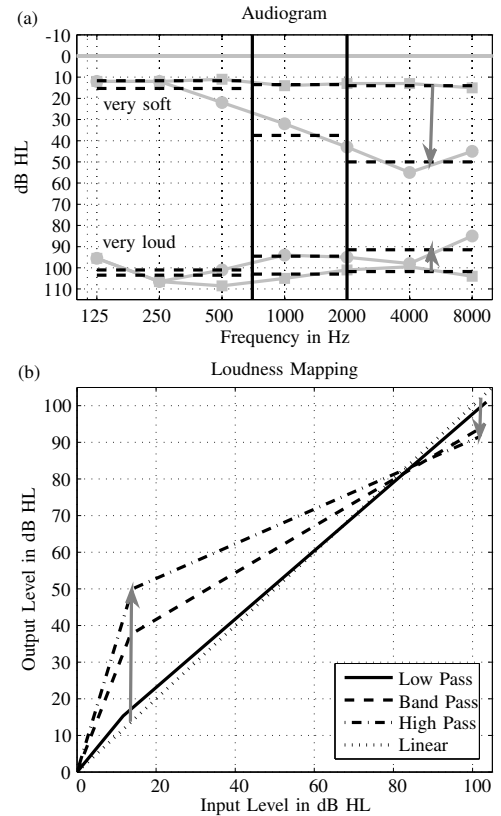 (a) Audiogram
-10
0
10
20
very soft
30
40
50
60
70
80
very loud
90
100
110
dB HL
125 250 500 1000 2000 4000 8000
Frequency in Hz
(b) Loudness Mapping
100
90
80
70
60
50
40
30
20
10
0
Output Level in dB HL
Low Pass
Band Pass
High Pass
Linear
0 20 40 60 80 100
Input Level in dB HL